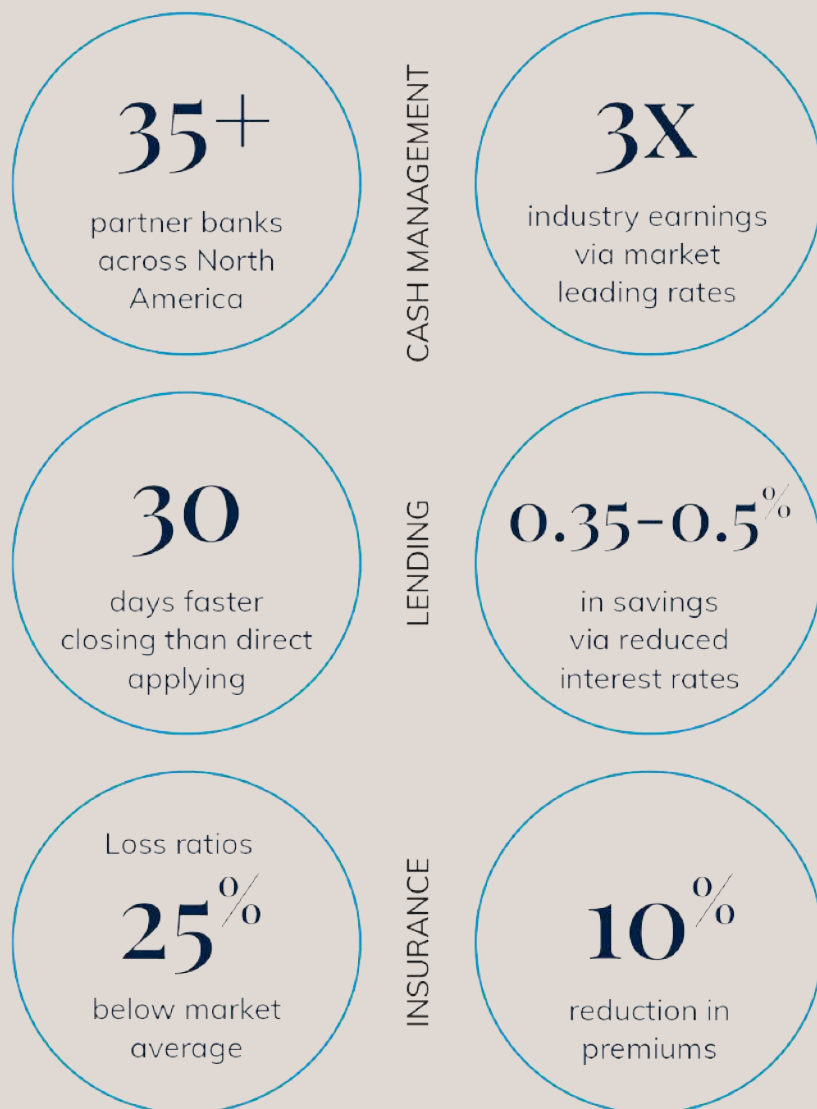 35+
partner banks
across North
America
CASH MANAGEMENT
3x
industry earnings
via market
leading rates
30
days faster
closing than direct
applying
LENDING
0.35-0.5%
in savings
via reduced
interest rates
Loss ratios
25%
below market
average
INSURANCE
10%
reduction in
premiums